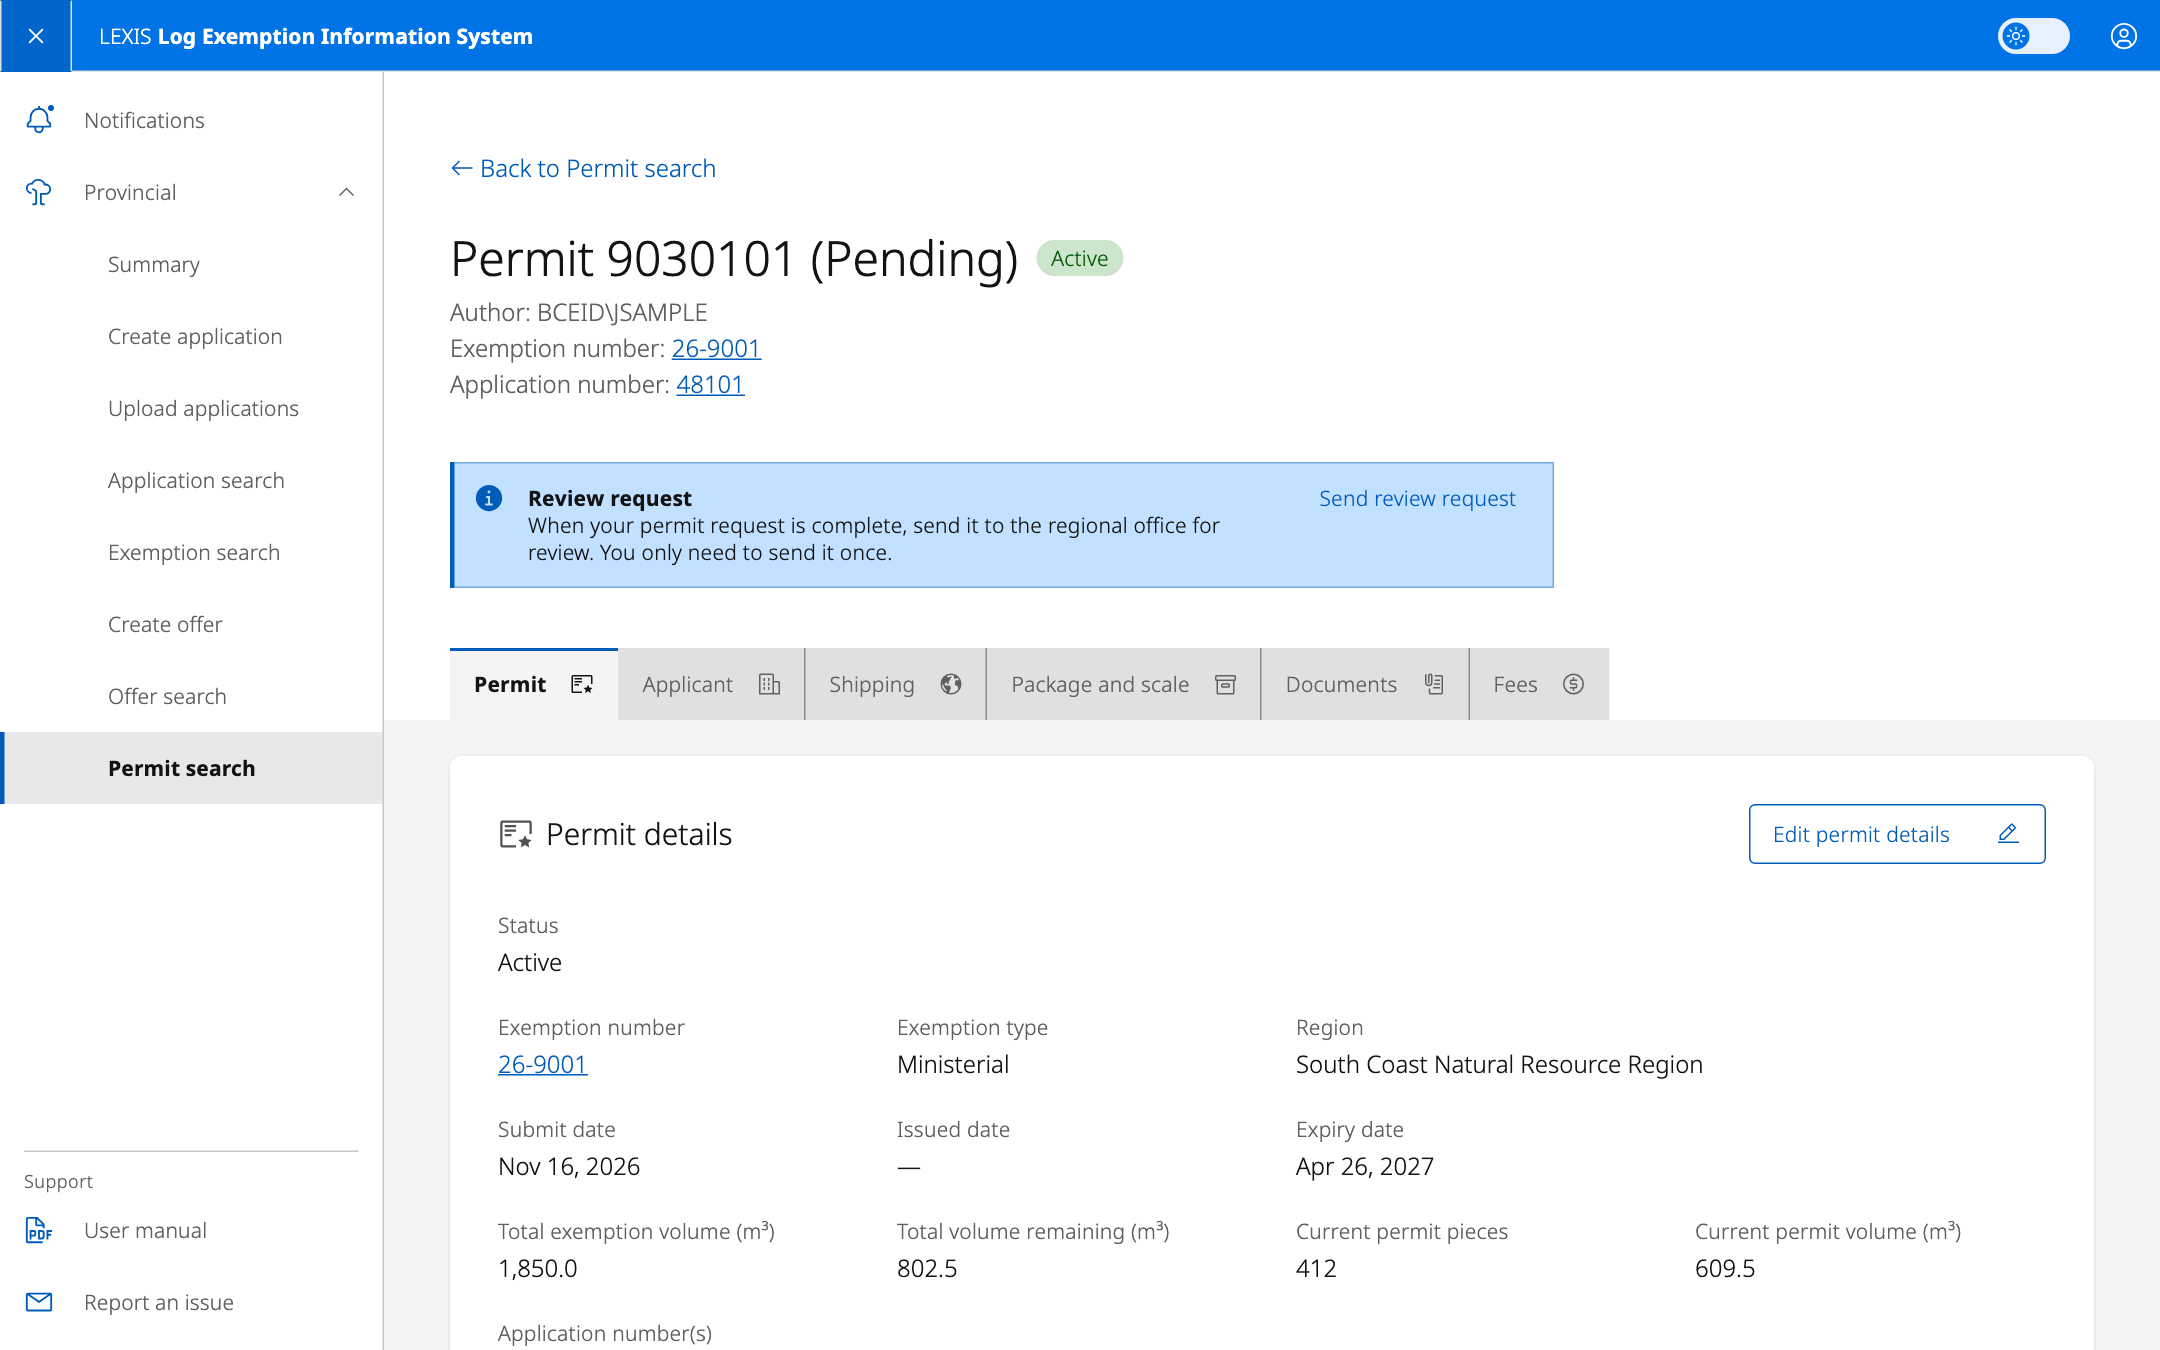 LEXIS Log Exemption Information System
Notifications
Provincial
Summary
Create application
Upload applications
Application search
Exemption search
Create offer
Offer search
Permit search
Support
PDF User manual
Report an issue
← Back to Permit search
Permit 9030101 (Pending) Active
Author: BCEID\JSAMPLE
Exemption number: 26-9001
Application number: 48101
Review request Send review request
When your permit request is complete, send it to the regional office for
review. You only need to send it once.
Permit Applicant Shipping Package and scale Documents Fees
Permit details Edit permit details
Status
Active
Exemption number Exemption type Region
26-9001 Ministerial South Coast Natural Resource Region
Submit date Issued date Expiry date
Nov 16, 2026 — Apr 26, 2027
Total exemption volume (m³) Total volume remaining (m³) Current permit pieces Current permit volume (m³)
1,850.0 802.5 412 609.5
Application number(s)